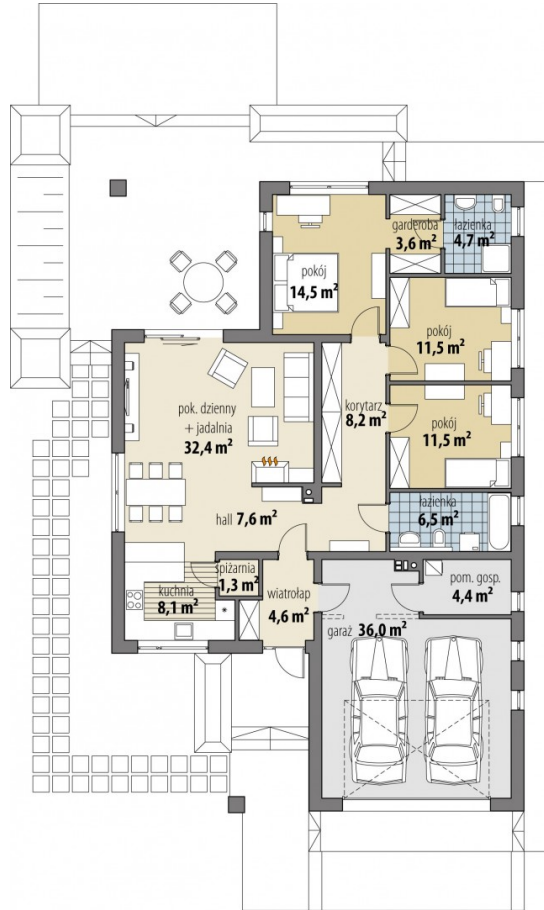 garderoba
3,6 m²
łazienka
4,7 m²
pokój
14,5 m²
pokój
11,5 m²
pok. dzienny
+ jadalnia
32,4 m²
korytarz
8,2 m²
pokój
11,5 m²
hall 7,6 m²
łazienka
6,5 m²
spiżarnia
1,3 m²
kuchnia
8,1 m²
wiatrołap
4,6 m²
pom. gosp.
4,4 m²
garaż 36,0 m²